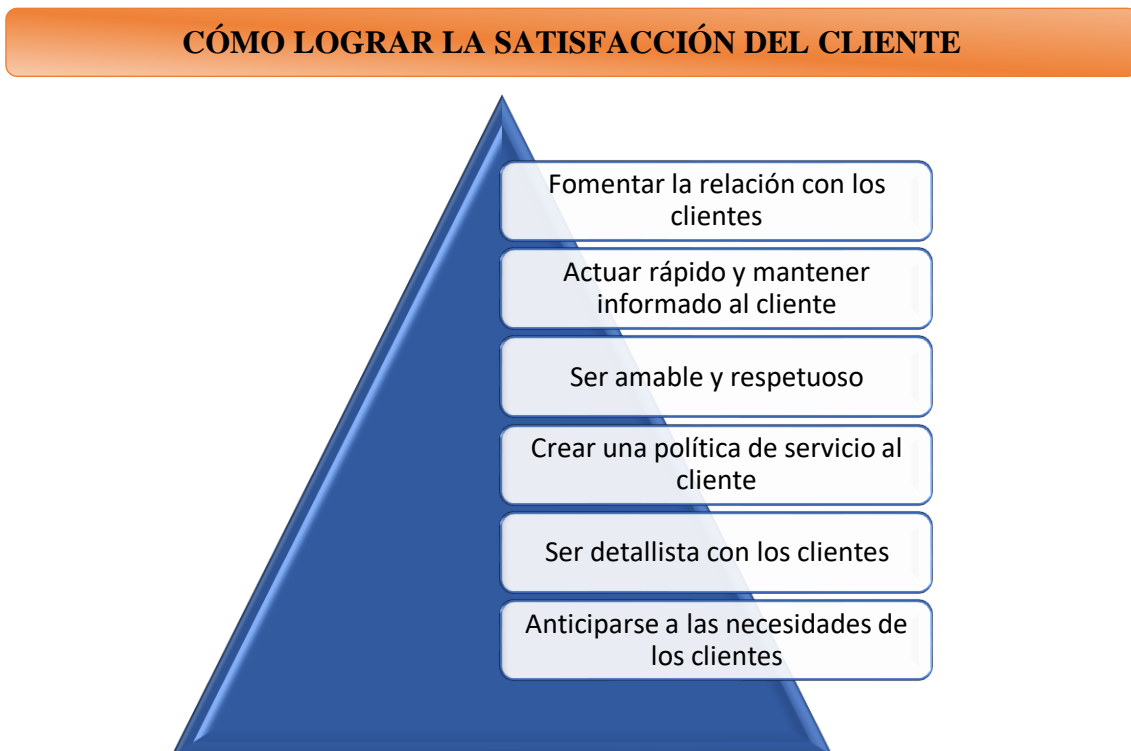 CÓMO LOGRAR LA SATISFACCIÓN DEL CLIENTE
Fomentar la relación con los
clientes
Actuar rápido y mantener
informado al cliente
Ser amable y respetuoso
Crear una política de servicio al
cliente
Ser detallista con los clientes
Anticiparse a las necesidades de
los clientes